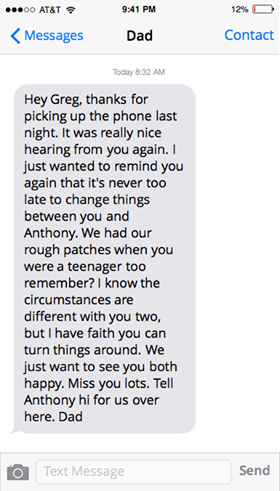 AT&T 9:41 PM 12%
Messages Dad Contact
Today 8:32 AM
Hey Greg, thanks for
picking up the phone last
night. It was really nice
hearing from you again. I
just wanted to remind you
again that it's never too
late to change things
between you and
Anthony. We had our
rough patches when you
were a teenager too
remember? I know the
circumstances are
different with you two,
but I have faith you can
turn things around. We
just want to see you both
happy. Miss you lots. Tell
Anthony hi for us over
here. Dad
Text Message Send